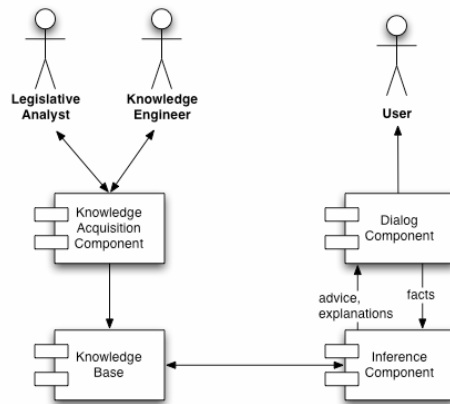 Legislative
Analyst
Knowledge
Engineer
User
Knowledge
Acquisition
Component
Dialog
Component
advice,
explanations
facts
Knowledge
Base
Inference
Component